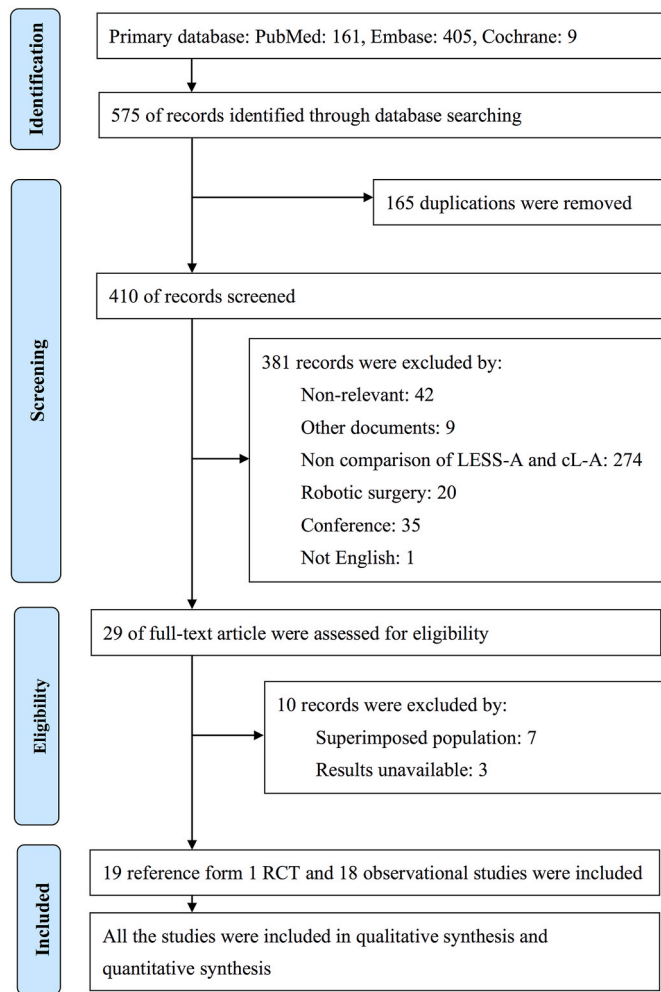 Identification
Primary database: PubMed: 161, Embase: 405, Cochrane: 9
575 of records identified through database searching
Screening
165 duplications were removed
410 of records screened
381 records were excluded by:
Non-relevant: 42
Other documents: 9
Non comparison of LESS-A and cL-A: 274
Robotic surgery: 20
Conference: 35
Not English: 1
Eligibility
29 of full-text article were assessed for eligibility
10 records were excluded by:
Superimposed population: 7
Results unavailable: 3
Included
19 reference form 1 RCT and 18 observational studies were included
All the studies were included in qualitative synthesis and
quantitative synthesis